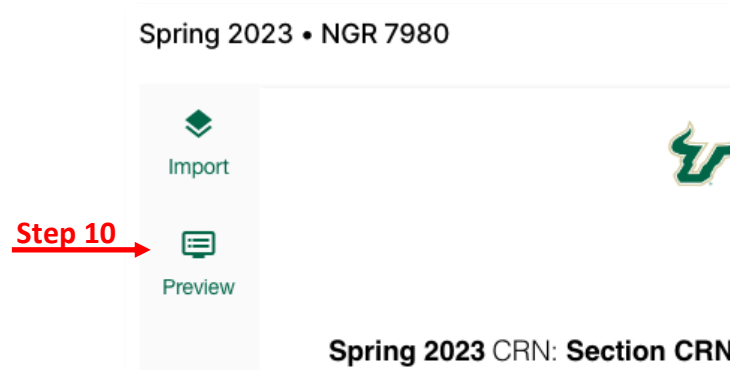 Spring 2023 • NGR 7980
Import
Step 10
Preview
Spring 2023 CRN: Section CRN